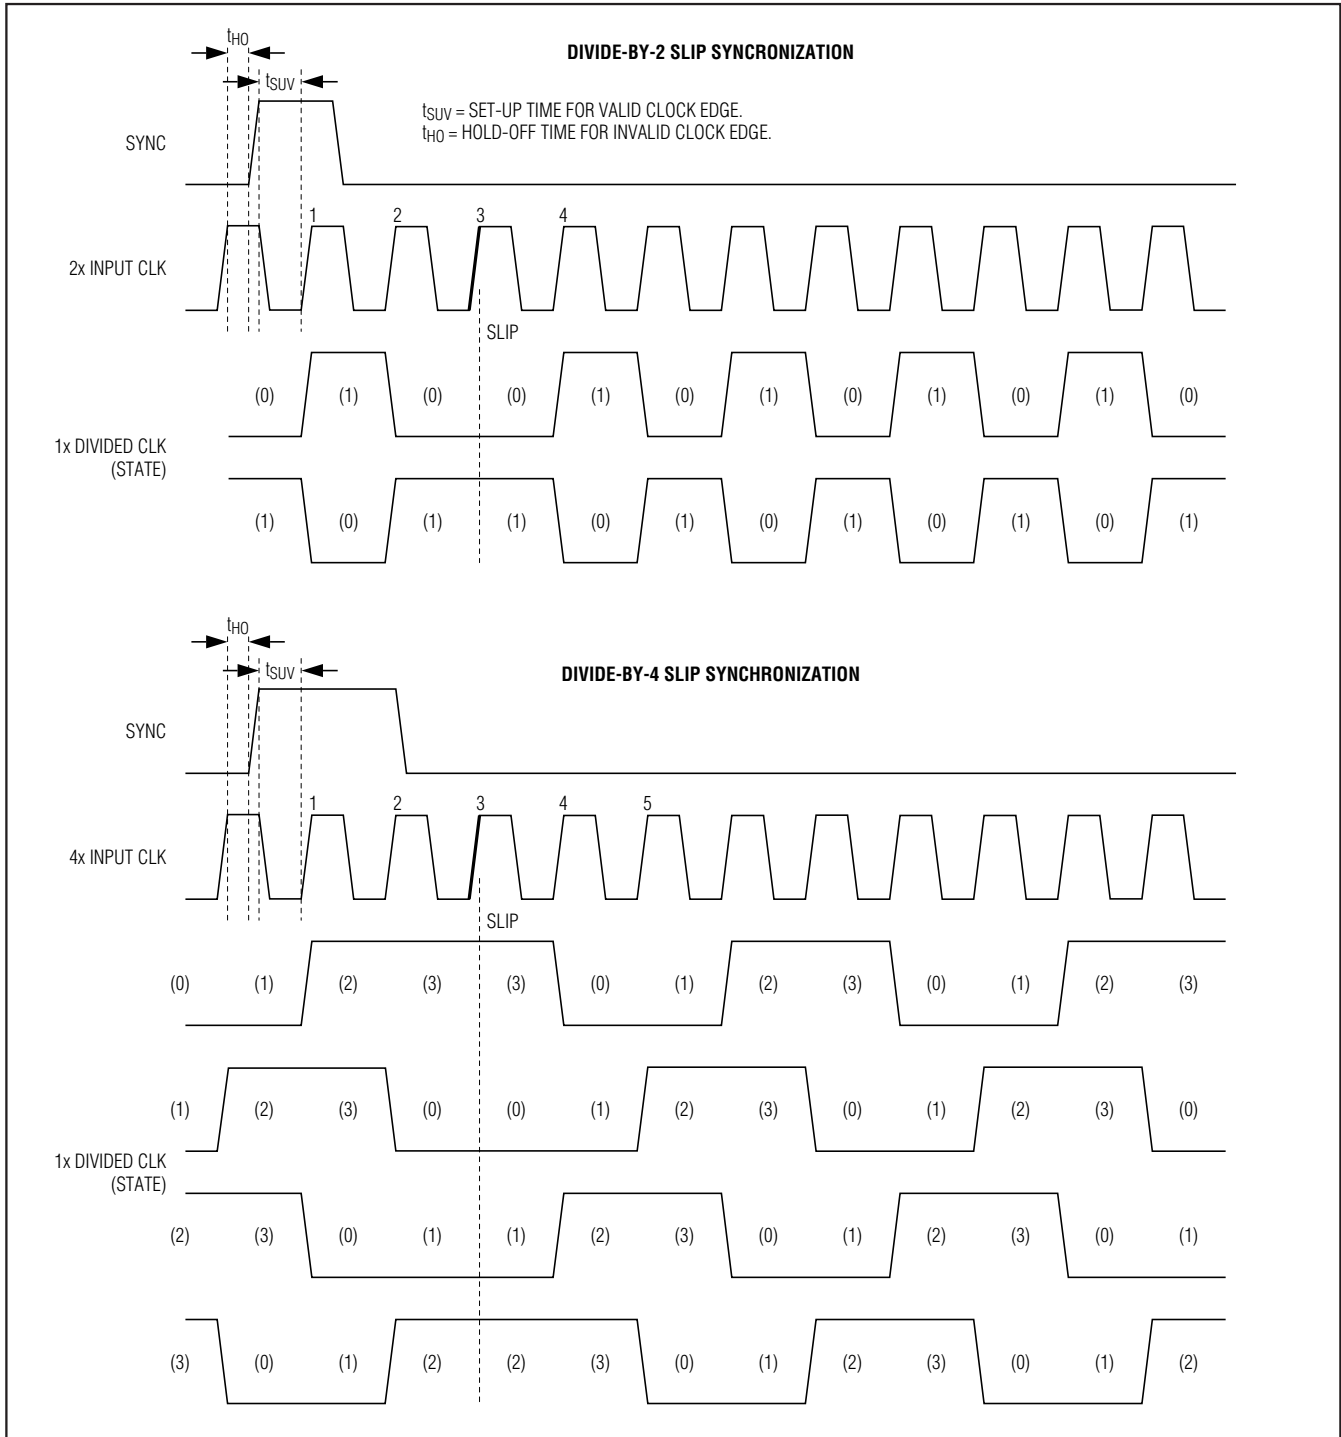 tHO
DIVIDE-BY-2 SLIP SYNCRONIZATION
tSUV
tSUV = SET-UP TIME FOR VALID CLOCK EDGE.
tHO = HOLD-OFF TIME FOR INVALID CLOCK EDGE.
SYNC
1 2 3 4
2x INPUT CLK
SLIP
(0) (1) (0) (0) (1) (0) (1) (0) (1) (0) (1) (0)
1x DIVIDED CLK
(STATE)
(1) (0) (1) (1) (0) (1) (0) (1) (0) (1) (0) (1)
tHO
DIVIDE-BY-4 SLIP SYNCHRONIZATION
tSUV
SYNC
1 2 3 4 5
4x INPUT CLK
SLIP
(0) (1) (2) (3) (3) (0) (1) (2) (3) (0) (1) (2) (3)
(1) (2) (3) (0) (0) (1) (2) (3) (0) (1) (2) (3) (0)
1x DIVIDED CLK
(STATE)
(2) (3) (0) (1) (1) (2) (3) (0) (1) (2) (3) (0) (1)
(3) (0) (1) (2) (2) (3) (0) (1) (2) (3) (0) (1) (2)